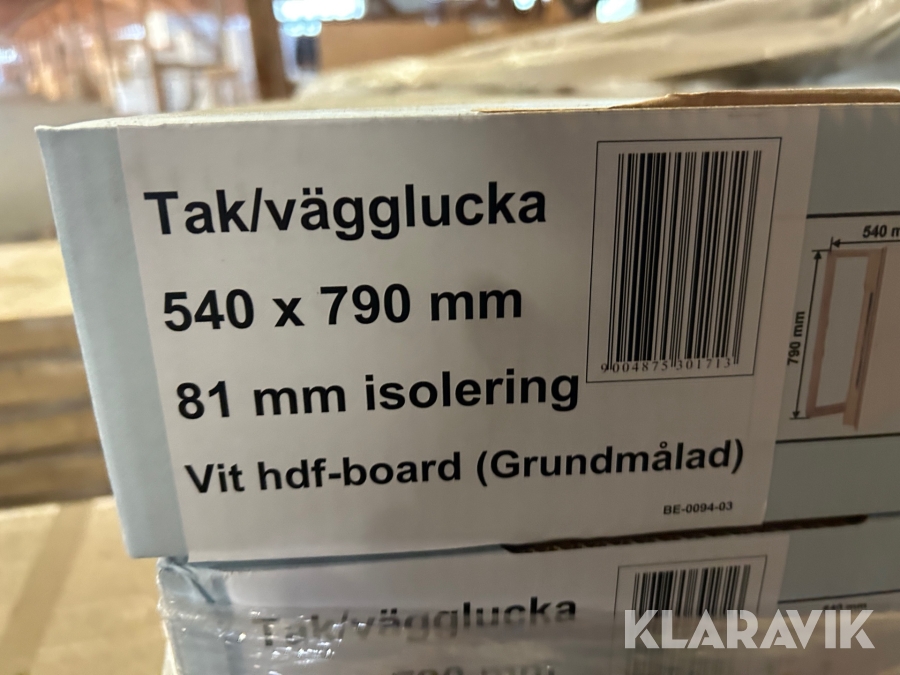 Tak/vägglucka
540 x 790 mm
81 mm isolering
Vit hdf-board (Grundmålad)
BE-0094-03
9004875301713
540 m
790 mm
Tak/vägglucka
790 mm
KLARAVIK